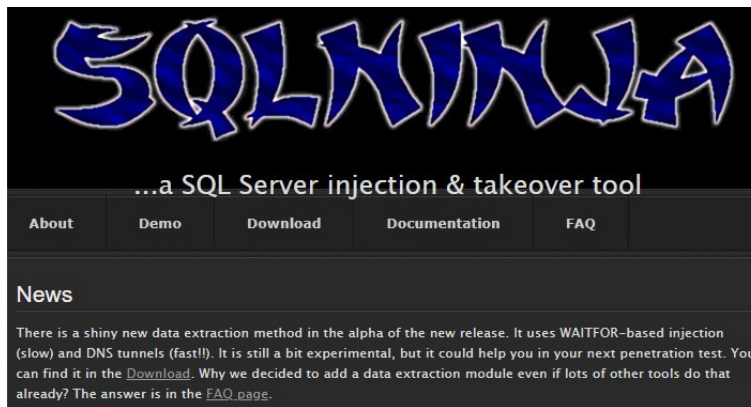 SQLNINJA
...a SQL Server injection & takeover tool
About Demo Download Documentation FAQ
News
There is a shiny new data extraction method in the alpha of the new release. It uses WAITFOR-based injection
(slow) and DNS tunnels (fast!!). It is still a bit experimental, but it could help you in your next penetration test. You
can find it in the Download. Why we decided to add a data extraction module even if lots of other tools do that
already? The answer is in the FAQ page.